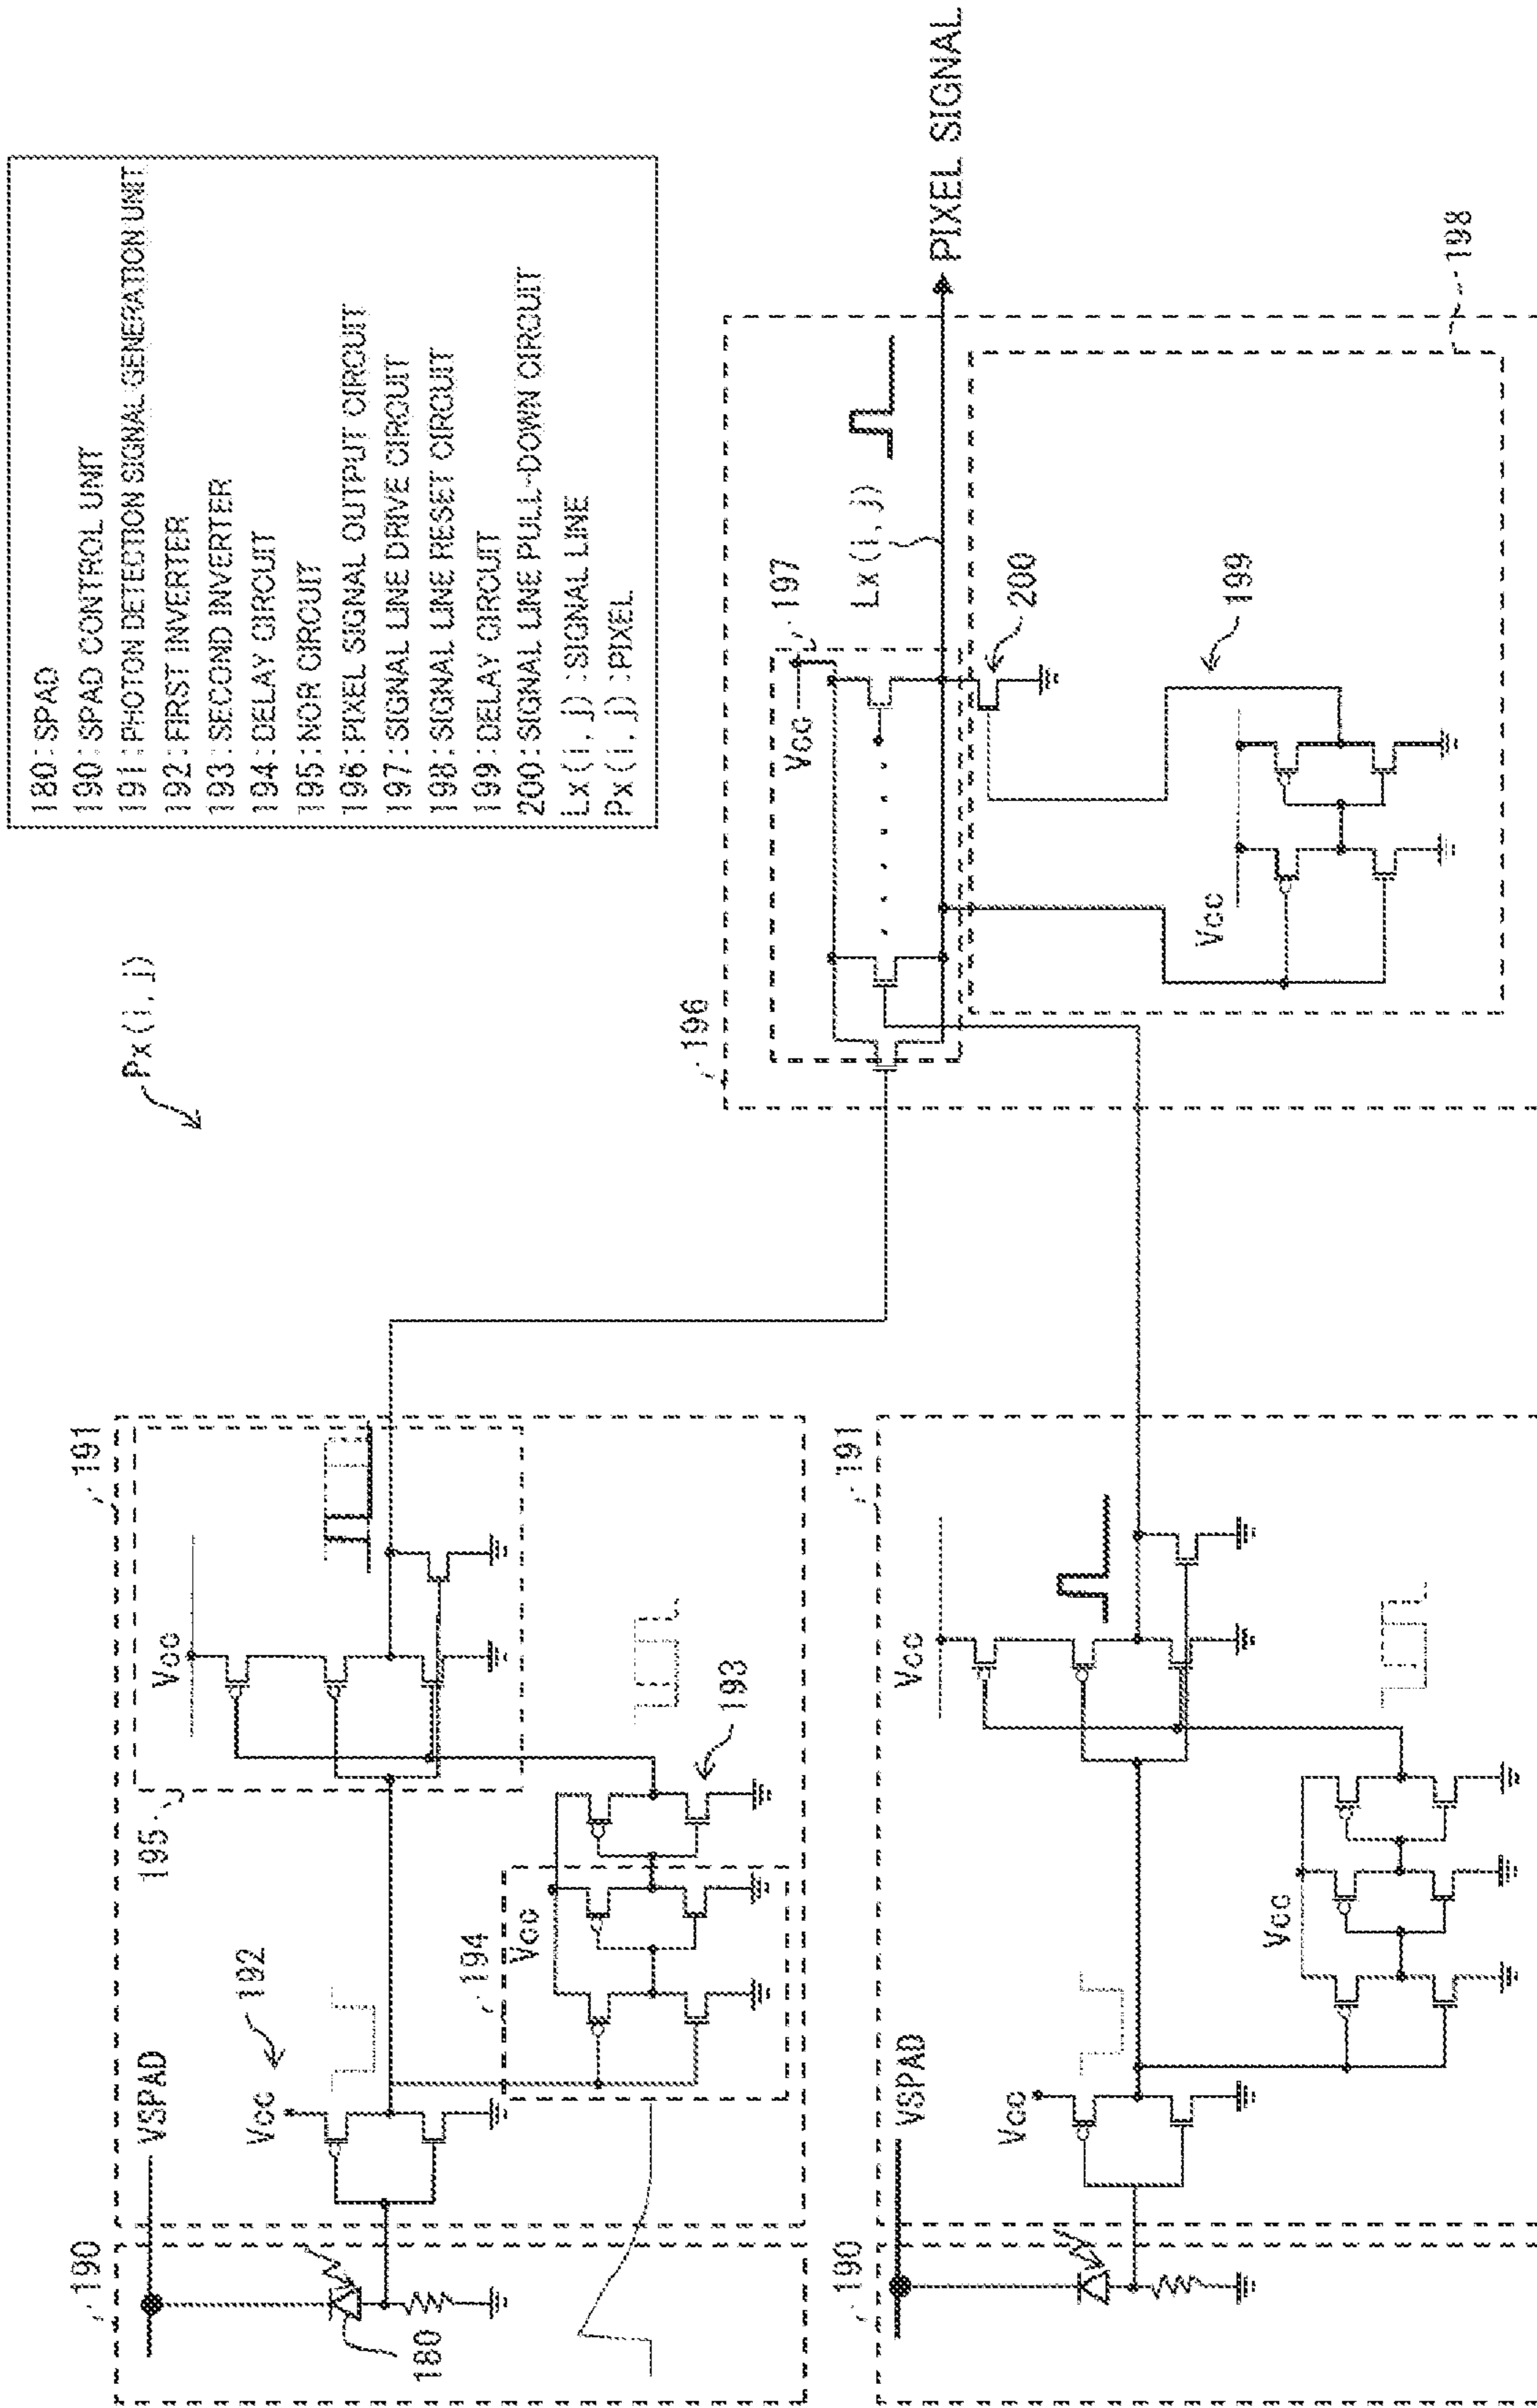 180:SPAD
190:SPAD CONTROL UNIT
191:PHOTON DETECTION SIGNAL GENERATION UNIT
192:FIRST INVERTER
193:SECOND INVERTER
194:DELAY CIRCUIT
195:NOR CIRCUIT
196:PIXEL SIGNAL OUTPUT CIRCUIT
197:SIGNAL LINE DRIVE CIRCUIT
198:SIGNAL LINE RESET CIRCUIT
199:DELAY CIRCUIT
200:SIGNAL LINE PULL-DOWN CIRCUIT
Lx(i,j):SIGNAL LINE
Px(i,j):PIXEL
Px(i,j)
190
VSPAD
180
192
Vcc
191
195
Vcc
194
Vcc
193
196
197
Vcc
Lx(i,j)
PIXEL SIGNAL
200
199
Vcc
198
190
VSPAD
191
Vcc
Vcc
Vcc